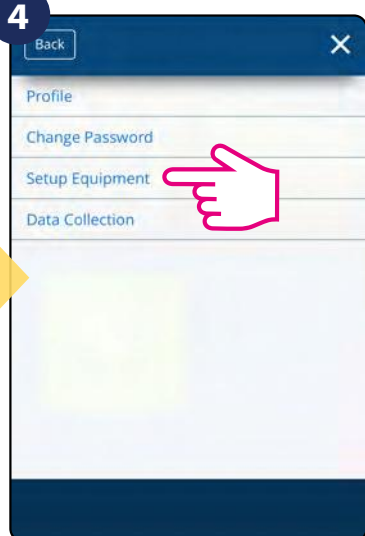 4
Back
Profile
Change Password
Setup Equipment
Data Collection